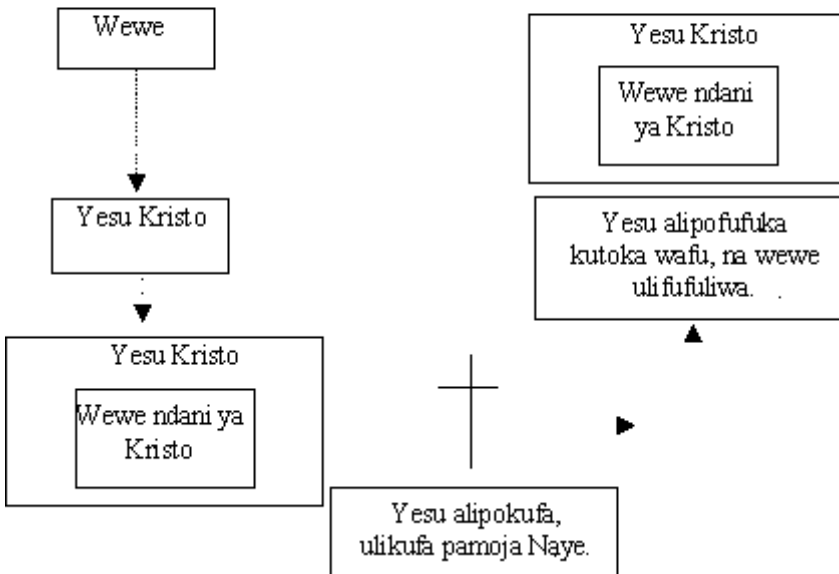 Wewe
Yesu Kristo
Yesu Kristo
Wewe ndani ya
Kristo
Yesu alipokufa,
ulikufa pamoja Naye.
Yesu Kristo
Wewe ndani
ya Kristo
Yesu alipofufuka
kutoka wafu, na wewe
ulifufuliwa. .